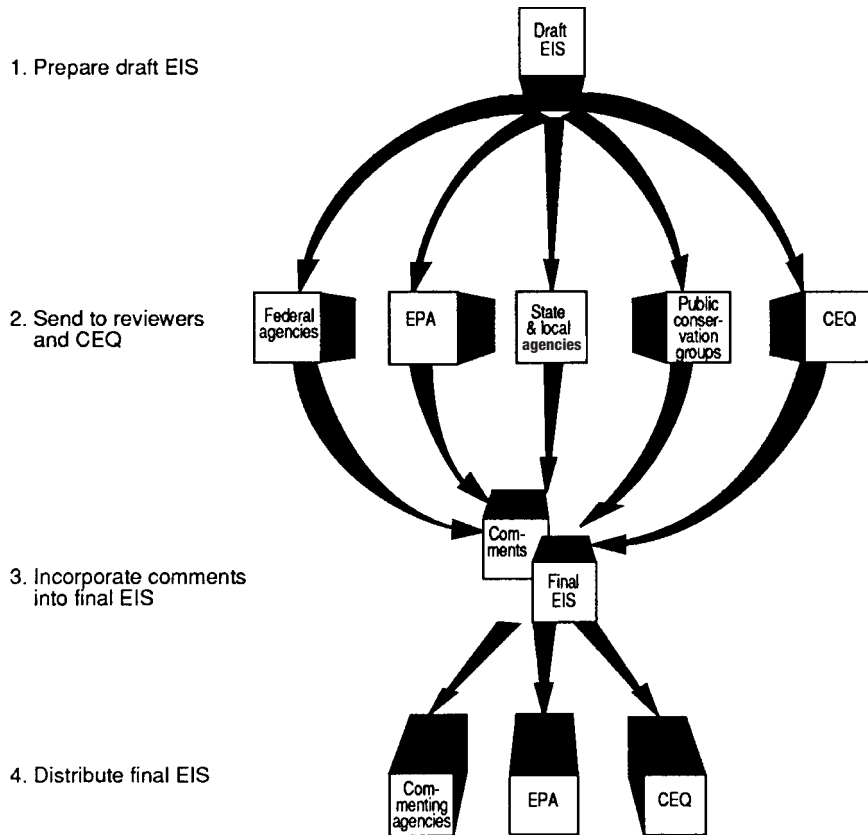 Draft
EIS
1. Prepare draft EIS
2. Send to reviewers
and CEQ
Federal
agencies
EPA
State
& local
agencies
Public
conser-
vation
groups
CEQ
Com-
ments
3. Incorporate comments
into final EIS
Final
EIS
4. Distribute final EIS
Com-
menting
agencies
EPA
CEQ